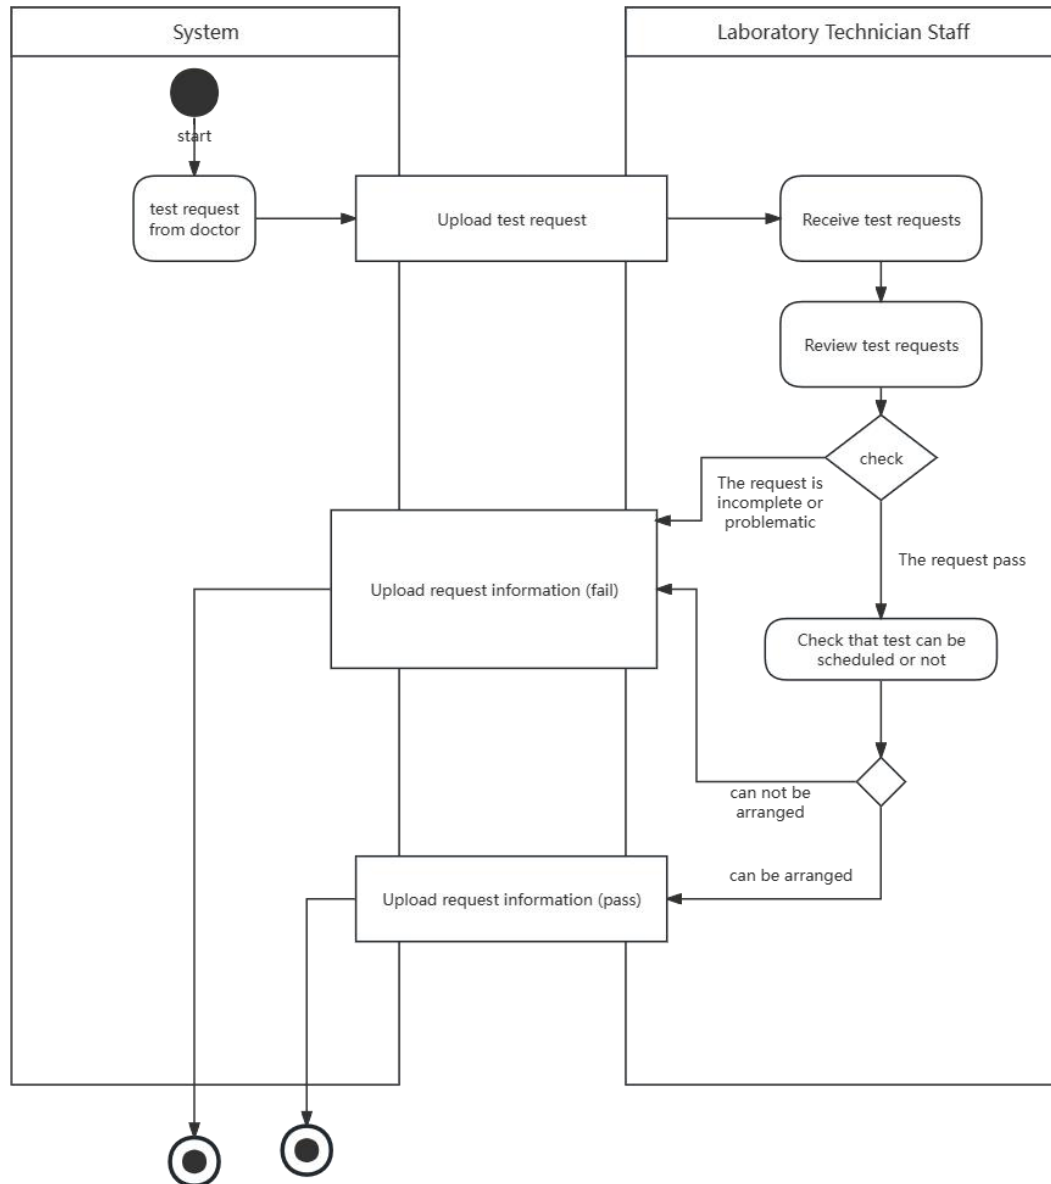 System
Laboratory Technician Staff
start
test request
from doctor
Upload test request
Receive test requests
Review test requests
check
The request is
incomplete or
problematic
The request pass
Upload request information (fail)
Check that test can be
scheduled or not
can not be
arranged
can be arranged
Upload request information (pass)